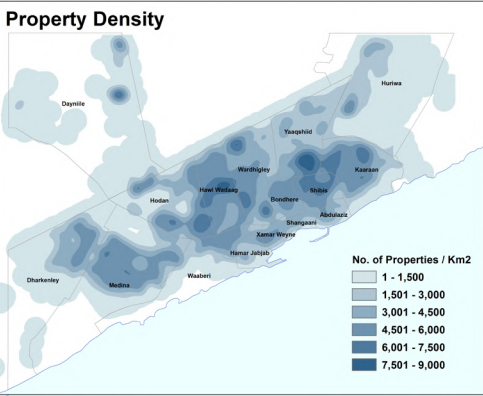 Property Density
Huriwa
Dayniile
Yaaqshiid
Wardhigley
Kaaraan
Hawl Wadaag
Shibis
Hodan
Bondhere
Abdulaziz
Shangaani
Xamar Weyne
Hamar Jabjab
Waaberi
Dharkenley
Medina
No. of Properties / Km2
1 - 1,500
1,501 - 3,000
3,001 - 4,500
4,501 - 6,000
6,001 - 7,500
7,501 - 9,000